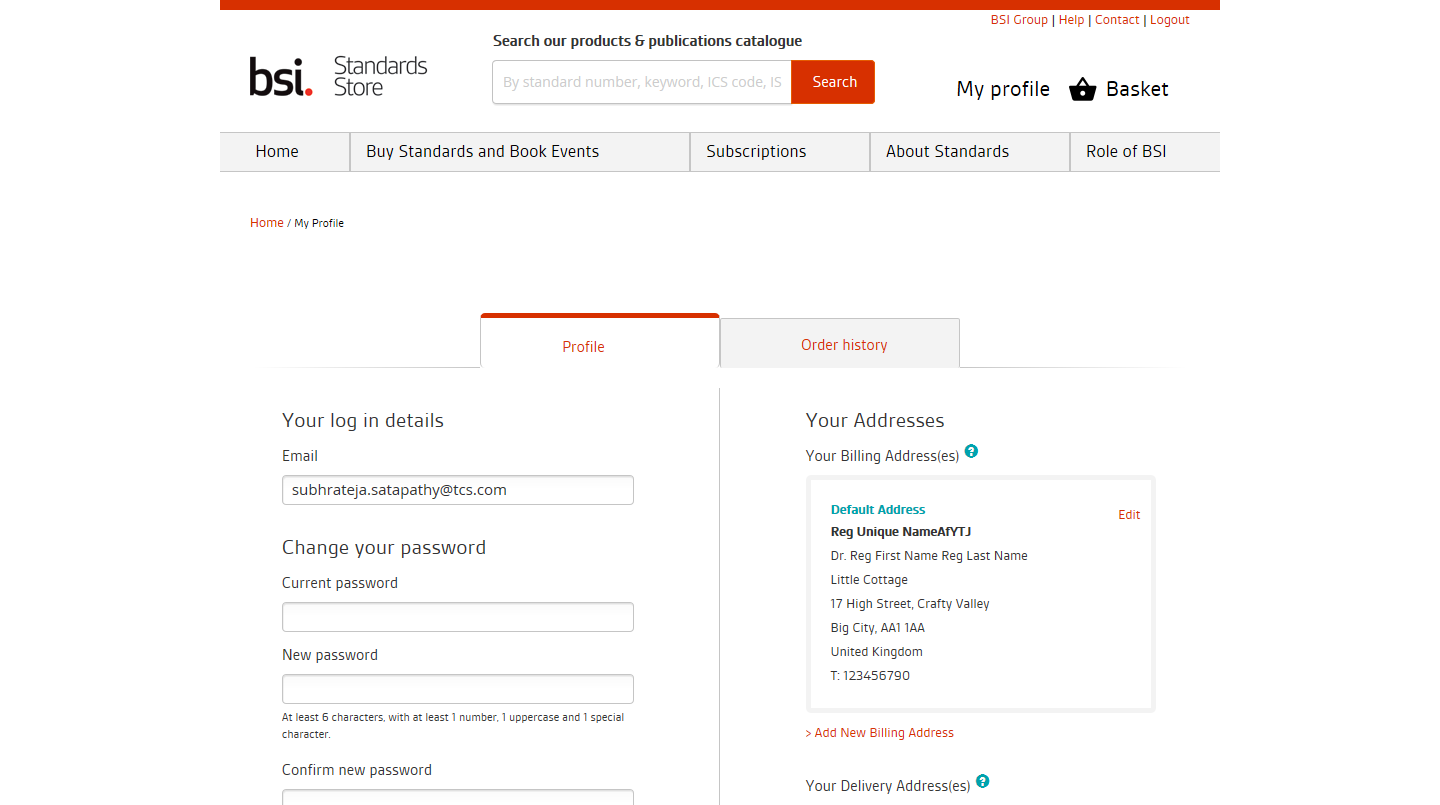 BSI Group | Help | Contact | Logout
Search our products & publications catalogue
bsi. Standards Store
By standard number, keyword, ICS code, IS
Search
My profile
Basket
Home
Buy Standards and Book Events
Subscriptions
About Standards
Role of BSI
Home / My Profile
Profile
Order history
Your log in details
Email
subhrateja.satapathy@tcs.com
Change your password
Current password
New password
At least 6 characters, with at least 1 number, 1 uppercase and 1 special
character.
Confirm new password
Your Addresses
Your Billing Address(es) ?
Default Address
Edit
Reg Unique NameAfYTJ
Dr. Reg First Name Reg Last Name
Little Cottage
17 High Street, Crafty Valley
Big City, AA1 1AA
United Kingdom
T: 123456790
> Add New Billing Address
Your Delivery Address(es) ?